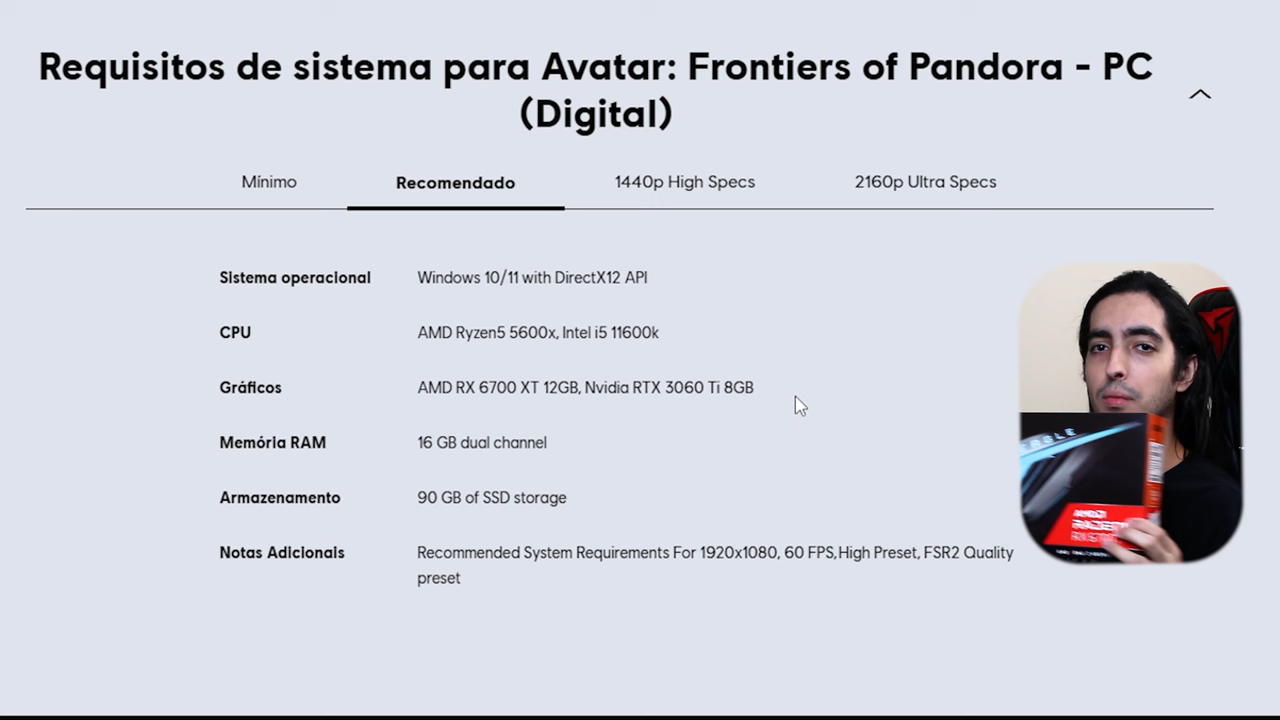 Requisitos de sistema para Avatar: Frontiers of Pandora - PC
(Digital)
Mínimo
Recomendado
1440p High Specs
2160p Ultra Specs
Sistema operacional
Windows 10/11 with DirectX12 API
CPU
AMD Ryzen5 5600x, Intel i5 11600k
Gráficos
AMD RX 6700 XT 12GB, Nvidia RTX 3060 Ti 8GB
Memória RAM
16 GB dual channel
Armazenamento
90 GB of SSD storage
Notas Adicionais
Recommended System Requirements For 1920x1080, 60 FPS,High Preset, FSR2 Quality
preset
AMD